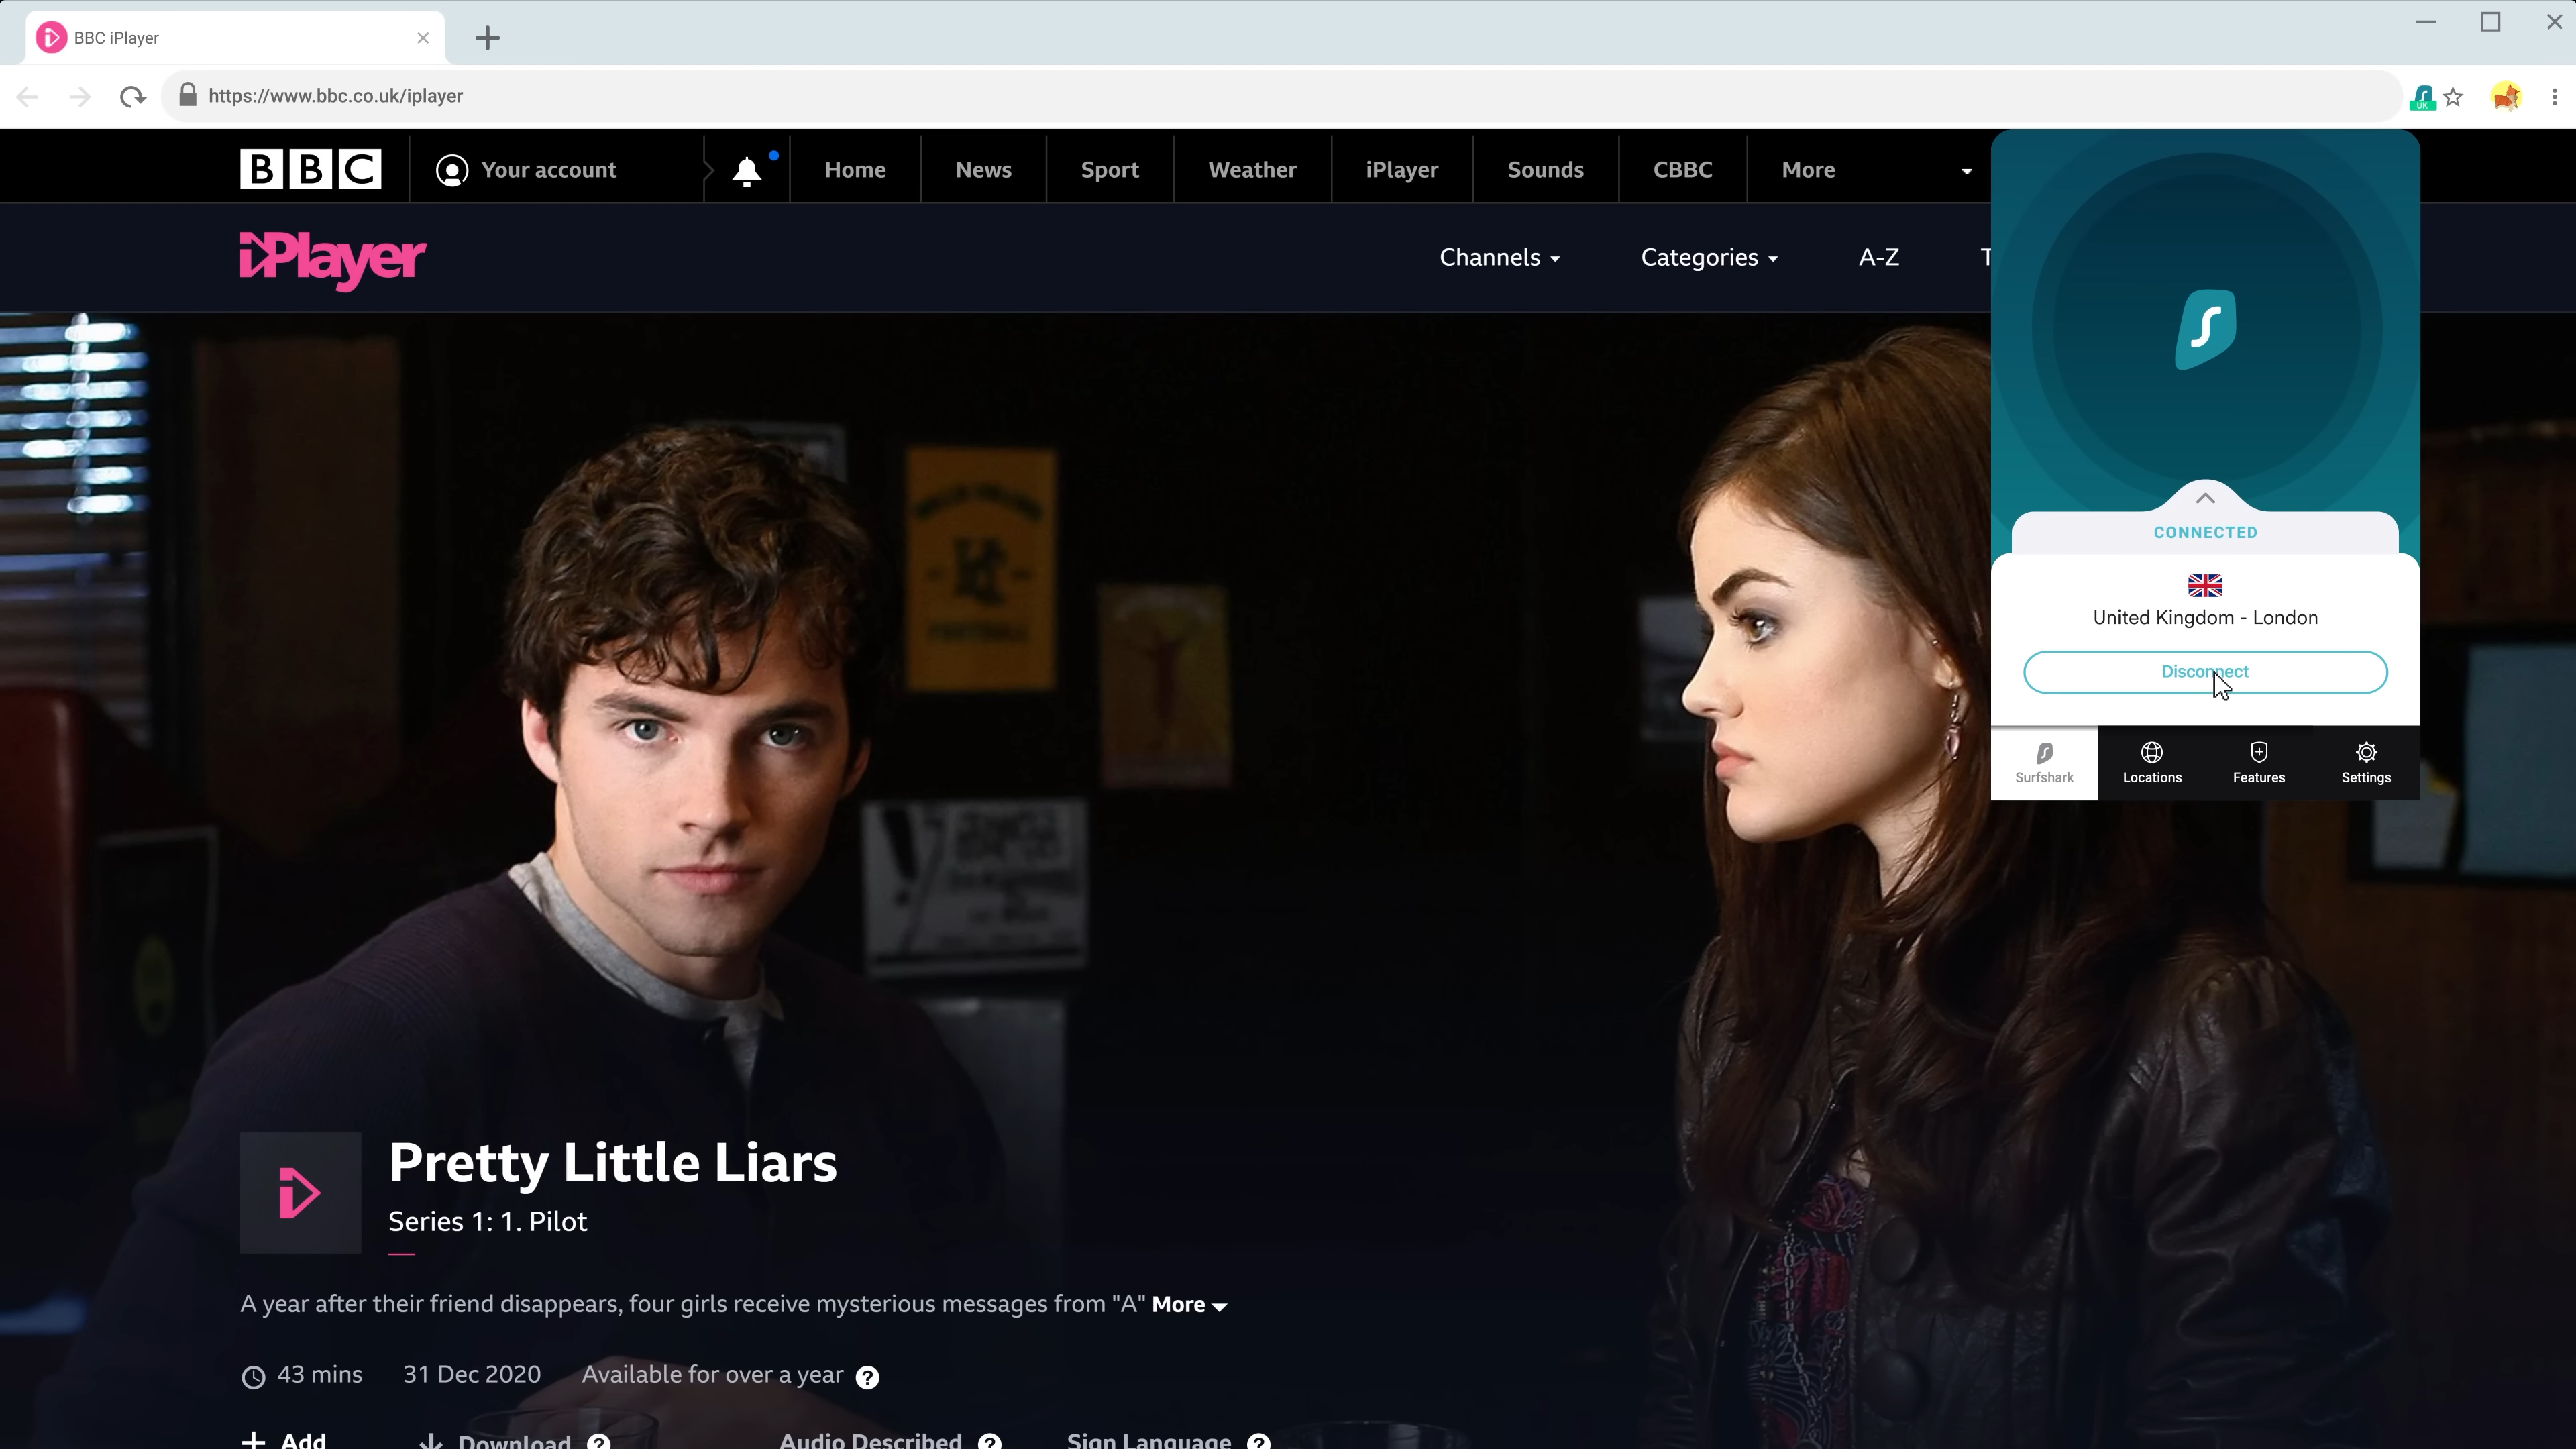 BBC iPlayer
https://www.bbc.co.uk/iplayer
UK
BBC Your account Home News Sport Weather iPlayer Sounds CBBC More
iPlayer Channels Categories A-Z T
CONNECTED
United Kingdom - London
Disconnect
Surfshark Locations Features Settings
FOOTBALL
Pretty Little Liars
Series 1: 1. Pilot
A year after their friend disappears, four girls receive mysterious messages from "A" More
43 mins 31 Dec 2020 Available for over a year ?
+ Add Download ? Audio Described ? Sign Language ?